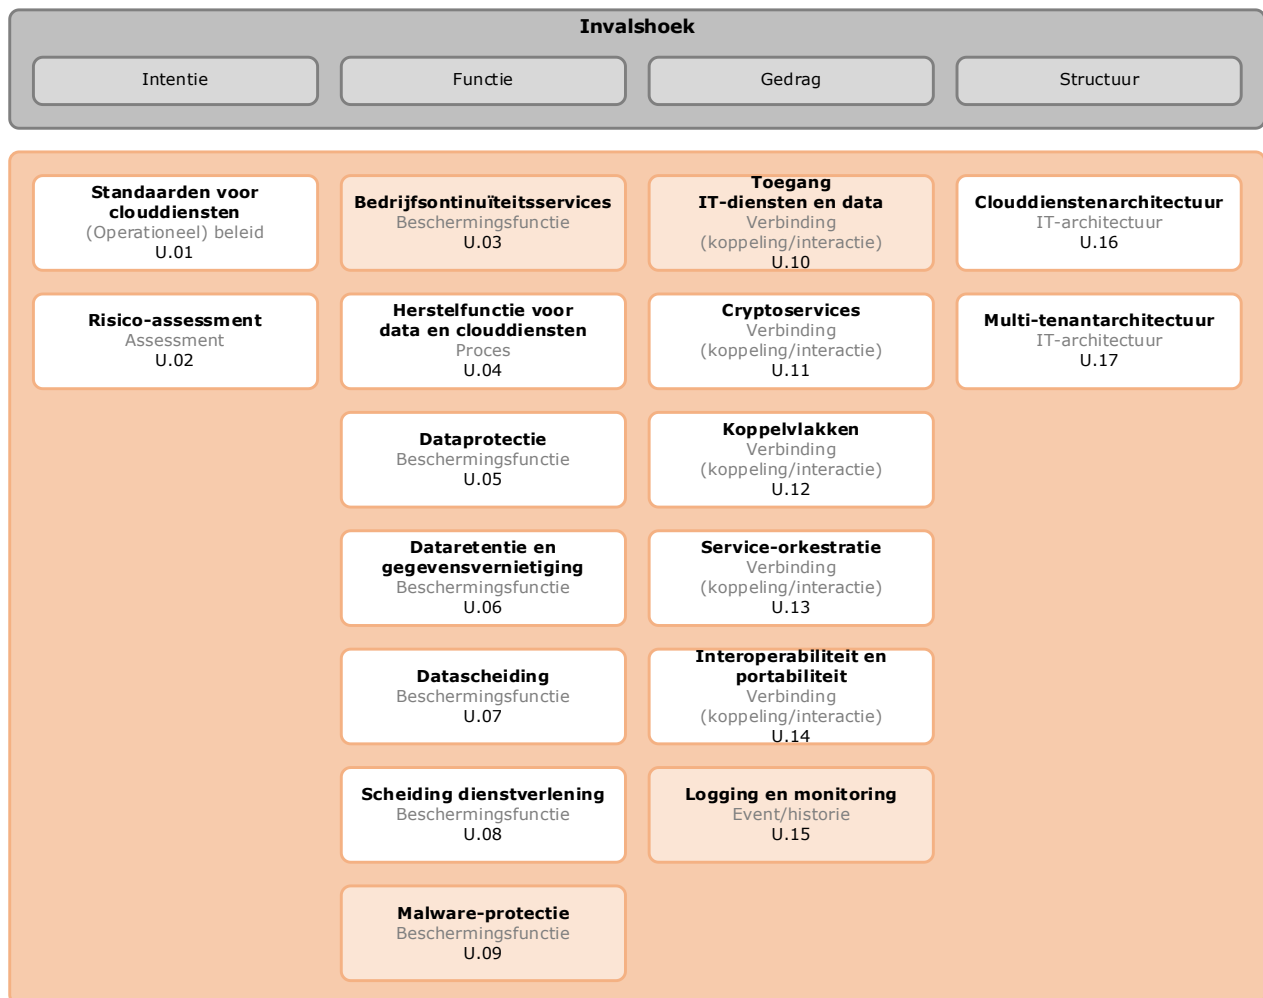 Invalshoek
Intentie
Functie
Gedrag
Structuur
Standaarden voor
clouddiensten
(Operationeel) beleid
U.01
Bedrijfsontinuïteitsservices
Beschermingsfunctie
U.03
Toegang
IT-diensten en data
Verbinding
(koppeling/interactie)
U.10
Clouddienstenarchitectuur
IT-architectuur
U.16
Risico-assessment
Assessment
U.02
Herstelfunctie voor
data en clouddiensten
Proces
U.04
Cryptoservices
Verbinding
(koppeling/interactie)
U.11
Multi-tenantarchitectuur
IT-architectuur
U.17
Dataprotectie
Beschermingsfunctie
U.05
Koppelvlakken
Verbinding
(koppeling/interactie)
U.12
Dataretentie en
gegevensvernietiging
Beschermingsfunctie
U.06
Service-orkestratie
Verbinding
(koppeling/interactie)
U.13
Datascheiding
Beschermingsfunctie
U.07
Interoperabiliteit en
portabiliteit
Verbinding
(koppeling/interactie)
U.14
Scheiding dienstverlening
Beschermingsfunctie
U.08
Logging en monitoring
Event/historie
U.15
Malware-protectie
Beschermingsfunctie
U.09